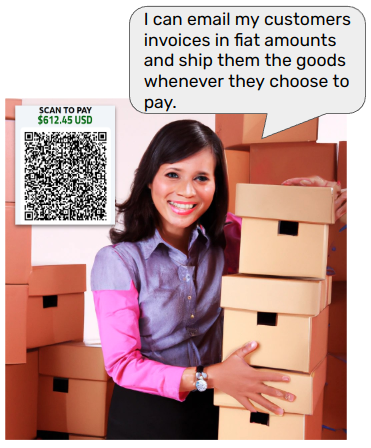 I can email my customers
invoices in fiat amounts
and ship them the goods
whenever they choose to
pay.
SCAN TO PAY
$612.45 USD